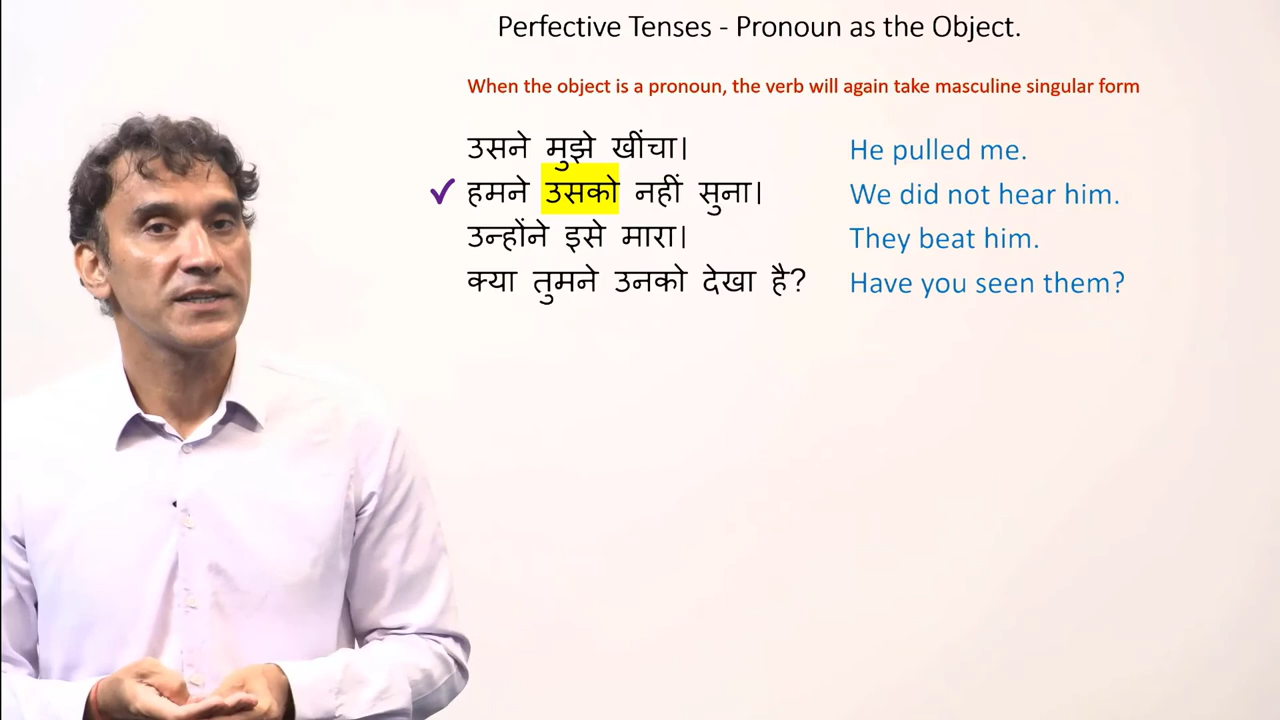 Perfective Tenses - Pronoun as the Object.
When the object is a pronoun, the verb will again take masculine singular form
उसने मुझे खींचा। He pulled me.
✓ हमने उसको नहीं सुना। We did not hear him.
उन्होंने इसे मारा। They beat him.
क्या तुमने उनको देखा है? Have you seen them?